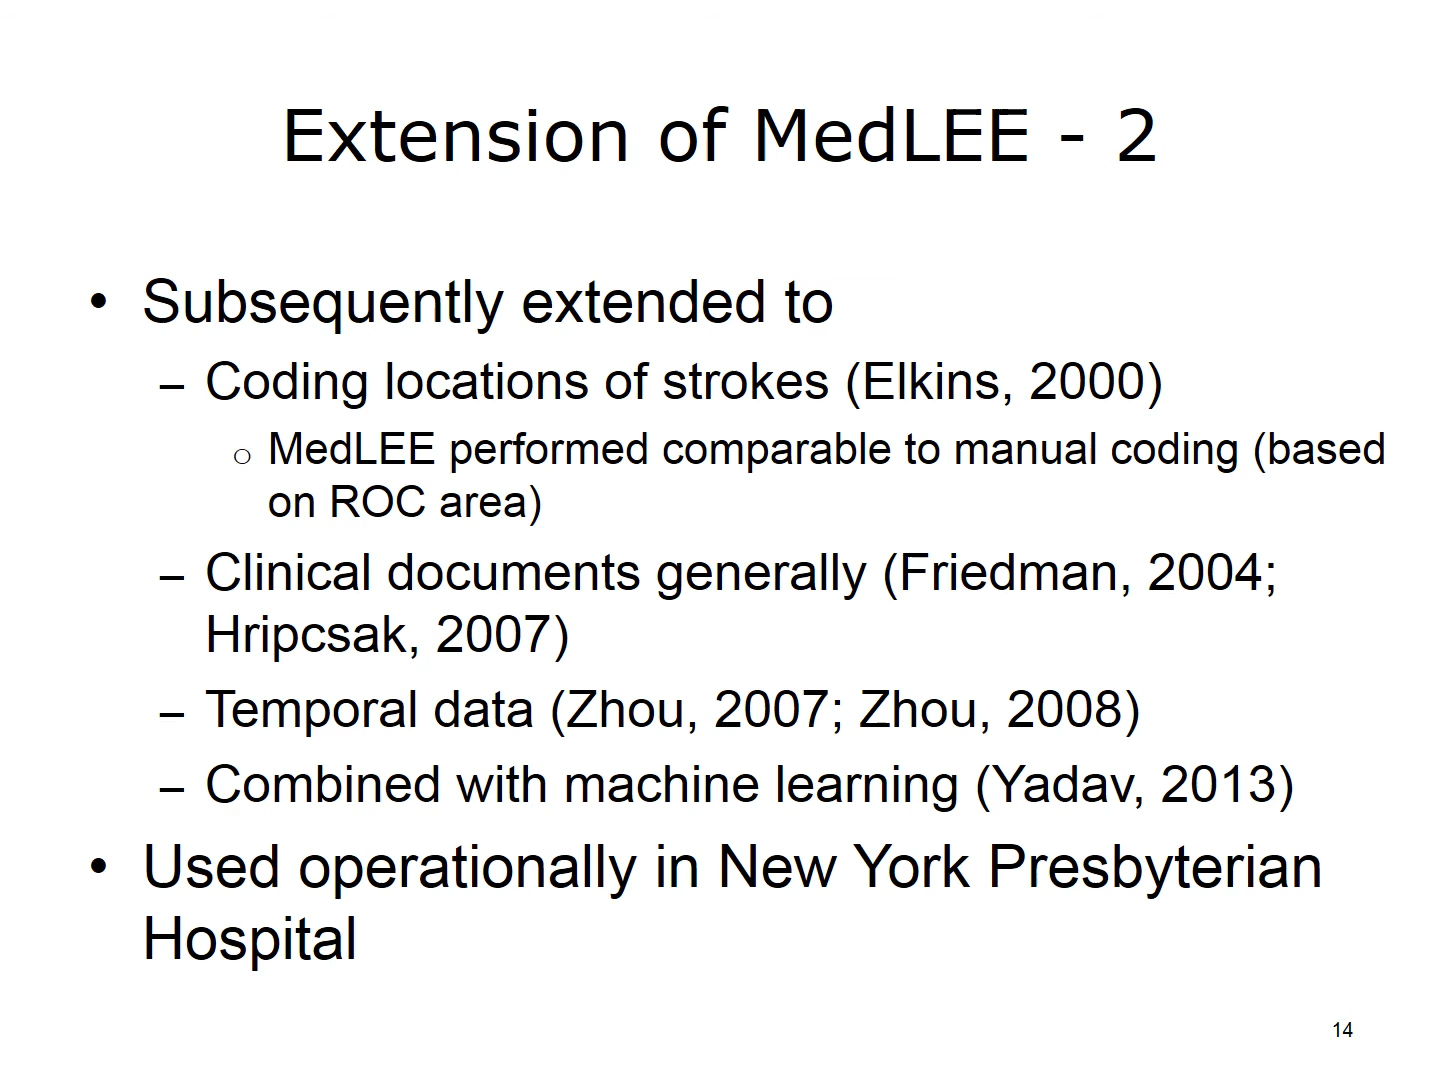 Extension of MedLEE - 2
• Subsequently extended to
– Coding locations of strokes (Elkins, 2000)
○ MedLEE performed comparable to manual coding (based
on ROC area)
– Clinical documents generally (Friedman, 2004;
Hripcsak, 2007)
– Temporal data (Zhou, 2007; Zhou, 2008)
– Combined with machine learning (Yadav, 2013)
• Used operationally in New York Presbyterian
Hospital
14